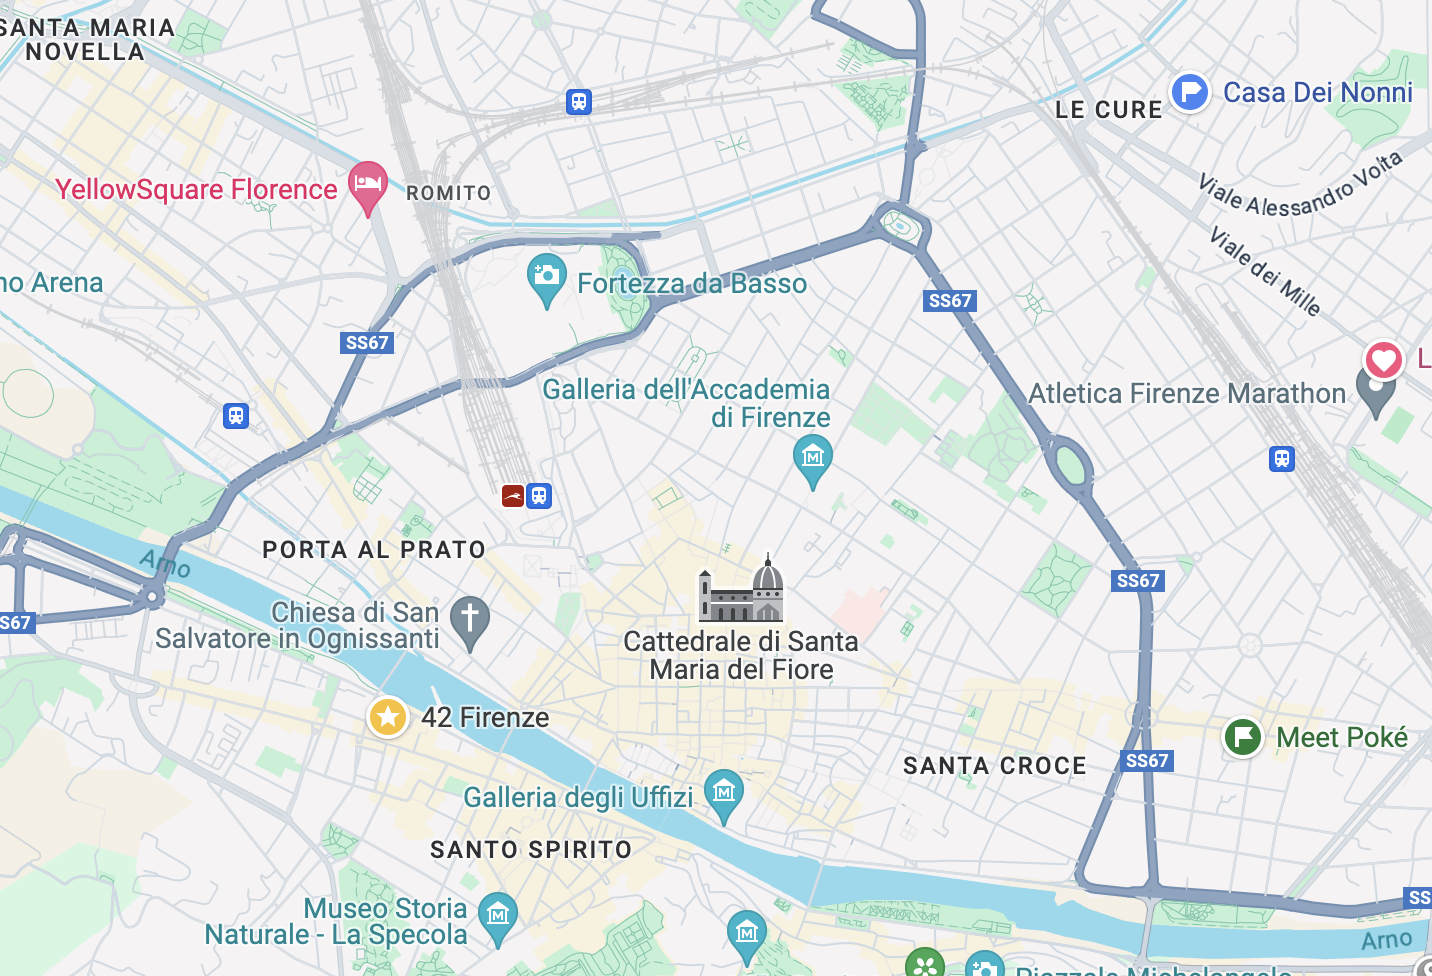 SANTA MARIA
NOVELLA
Casa Dei Nonni
LE CURE
YellowSquare Florence
ROMITO
Viale Alessandro Volta
Viale dei Mille
no Arena
Fortezza da Basso
SS67
SS67
L
Galleria dell'Accademia
di Firenze
Atletica Firenze Marathon
PORTA AL PRATO
Arno
SS67
S67
Chiesa di San
Salvatore in Ognissanti
Cattedrale di Santa
Maria del Fiore
42 Firenze
Meet Poké
SANTA CROCE
SS67
Galleria degli Uffizi
SANTO SPIRITO
SS
Museo Storia
Naturale - La Specola
Arno
Piazzale Michelangelo